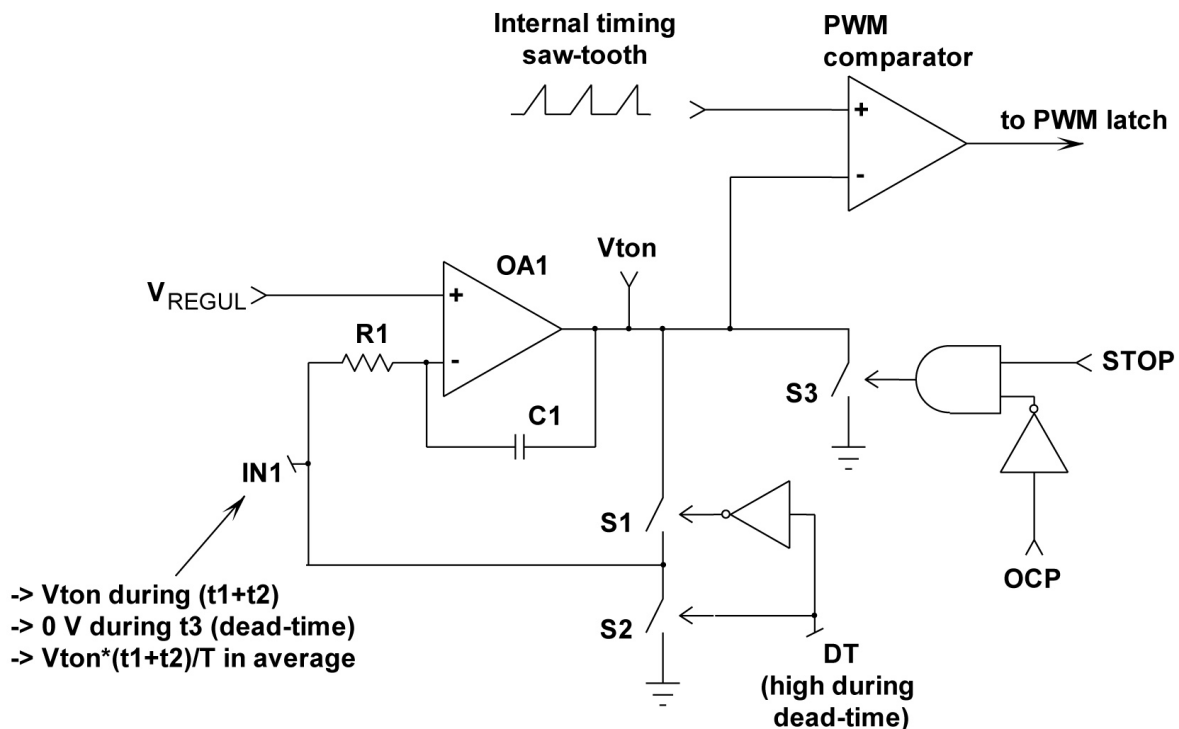 Internal timing
saw-tooth
PWM
comparator
+
-
to PWM latch
Vton
OA1
VREGUL
+
-
R1
C1
S3
STOP
IN1
S1
OCP
-> Vton during (t1+t2)
-> 0 V during t3 (dead-time)
-> Vton*(t1+t2)/T in average
S2
DT
(high during
dead-time)